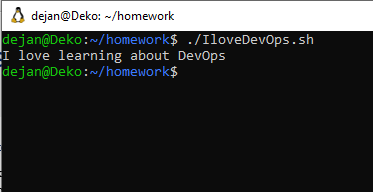 dejan@Deko: ~/homework
dejan@Deko:~/homework$ ./IloveDevOps.sh
I love learning about DevOps
dejan@Deko:~/homework$